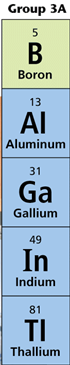 Group 3A
5
B
Boron
13
Al
Aluminum
31
Ga
Gallium
49
In
Indium
81
Tl
Thallium